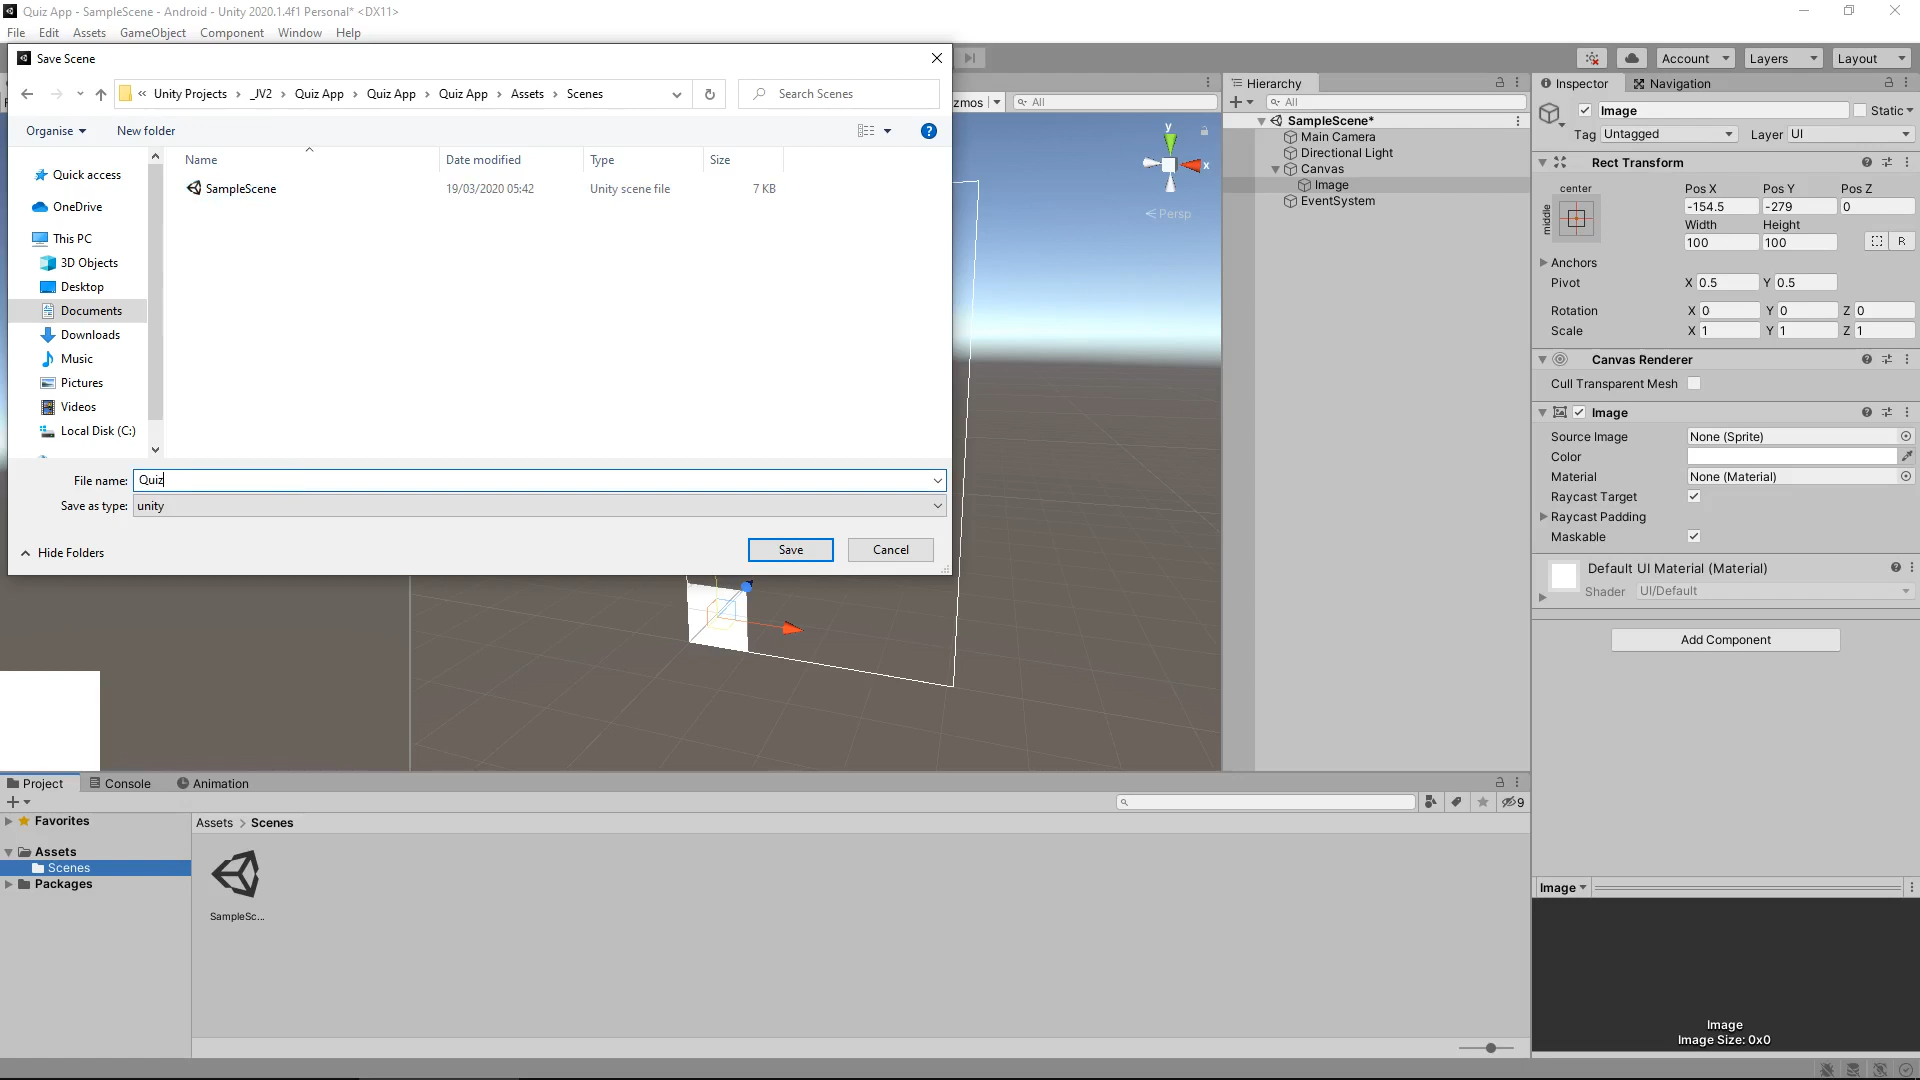 Quiz App - SampleScene - Android - Unity 2020.1.4f1 Personal* <DX11>
File Edit Assets GameObject Component Window Help
Save Scene
« Unity Projects › _JV2 › Quiz App › Quiz App › Quiz App › Assets › Scenes
Search Scenes
Organise New folder
Name Date modified Type Size
SampleScene 19/03/2020 05:42 Unity scene file 7 KB
Quick access
OneDrive
This PC
3D Objects
Desktop
Documents
Downloads
Music
Pictures
Videos
Local Disk (C:)
File name: Quiz
Save as type: unity
Hide Folders
Save Cancel
Account Layers Layout
zmos All
y
x
< Persp
Hierarchy
All
SampleScene*
Main Camera
Directional Light
Canvas
Image
EventSystem
Inspector Navigation
Image Static
Tag Untagged Layer UI
Rect Transform
center
middle
Pos X Pos Y Pos Z
-154.5 -279 0
Width Height
100 100 R
Anchors
Pivot X 0.5 Y 0.5
Rotation X 0 Y 0 Z 0
Scale X 1 Y 1 Z 1
Canvas Renderer
Cull Transparent Mesh
Image
Source Image None (Sprite)
Color
Material None (Material)
Raycast Target
Raycast Padding
Maskable
Default UI Material (Material)
Shader UI/Default
Add Component
Image
Image
Image Size: 0x0
Project Console Animation
9
Favorites
Assets
Scenes
Packages
Assets > Scenes
SampleSc...